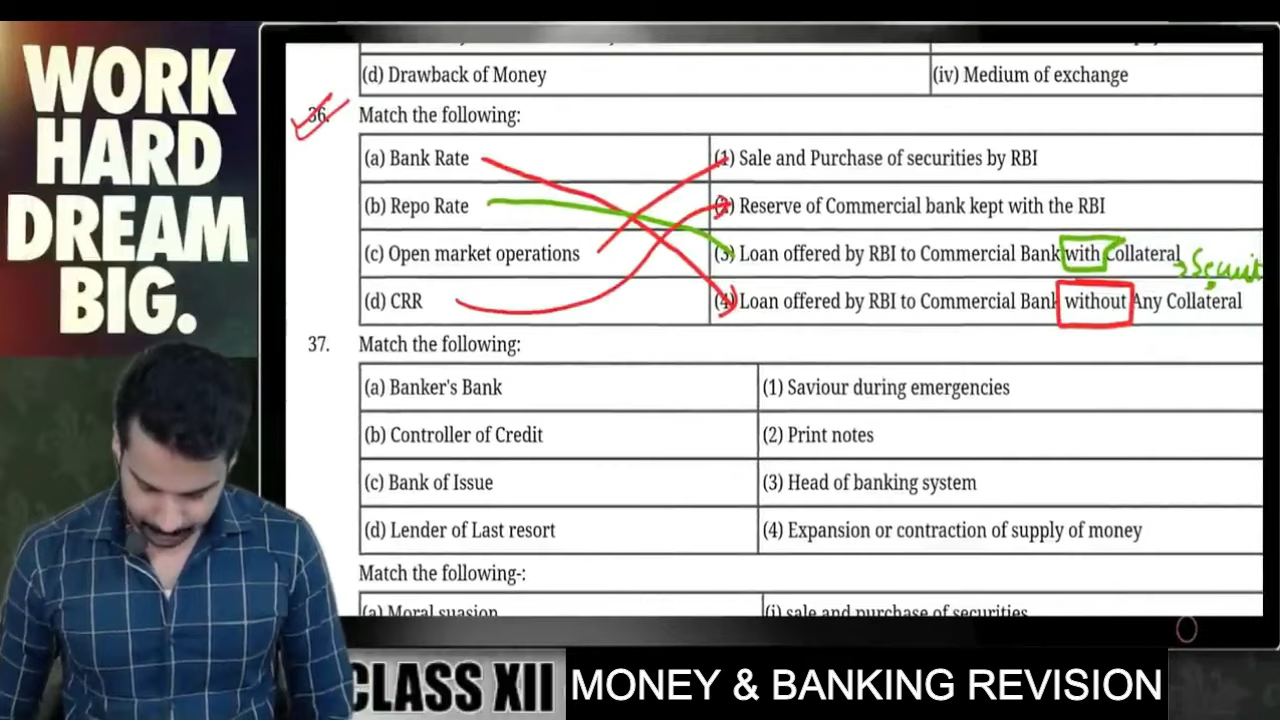 WORK
HARD
DREAM
BIG.
(d) Drawback of Money (iv) Medium of exchange
36. Match the following:
(a) Bank Rate (1) Sale and Purchase of securities by RBI
(b) Repo Rate (2) Reserve of Commercial bank kept with the RBI
(c) Open market operations (3) Loan offered by RBI to Commercial Bank with Collateral
(d) CRR (4) Loan offered by RBI to Commercial Bank without Any Collateral
37. Match the following:
(a) Banker's Bank (1) Saviour during emergencies
(b) Controller of Credit (2) Print notes
(c) Bank of Issue (3) Head of banking system
(d) Lender of Last resort (4) Expansion or contraction of supply of money
Match the following-:
(a) Moral suasion (i) sale and purchase of securities
CLASS XII MONEY & BANKING REVISION